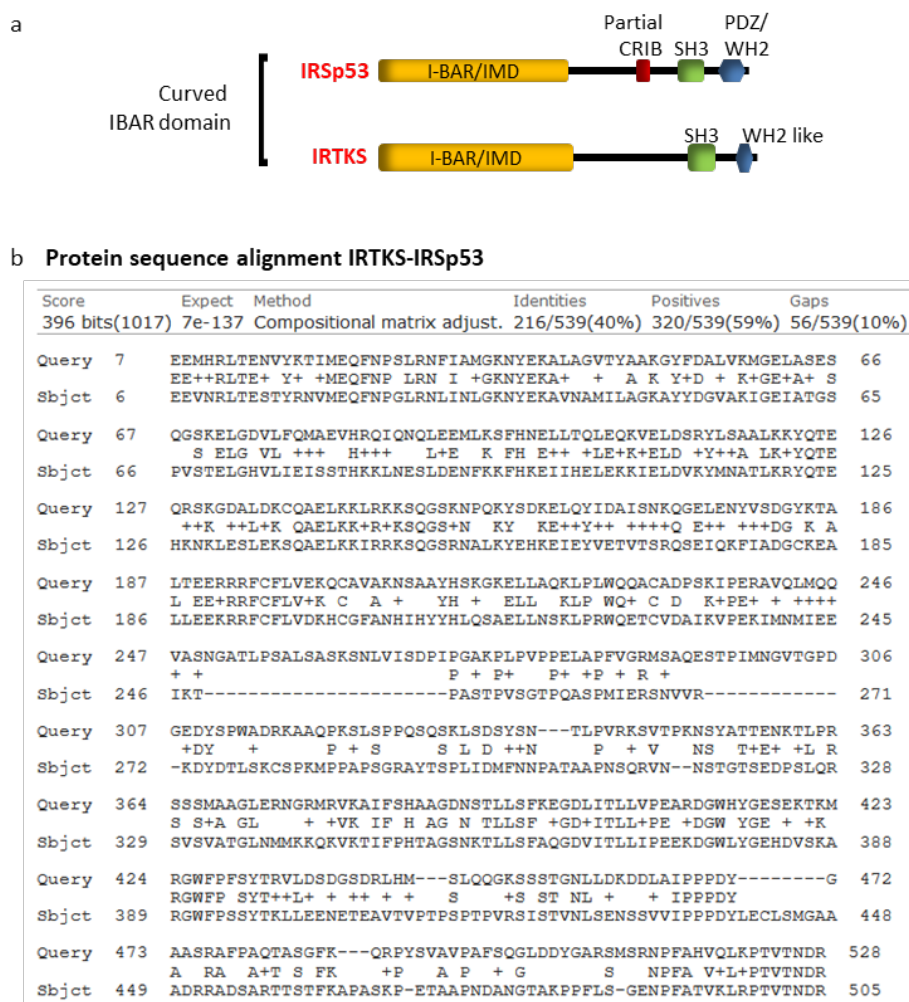 a
Partial
CRIB
SH3
PDZ/
WH2
IRSp53
I-BAR/IMD
Curved
IBAR domain
SH3
WH2 like
IRTKS
I-BAR/IMD
b Protein sequence alignment IRTKS-IRSp53
Score Expect Method Identities Positives Gaps
396 bits(1017) 7e-137 Compositional matrix adjust. 216/539(40%) 320/539(59%) 56/539(10%)
Query 7 EEMHRLTENVYKTIMEQFNPSLRNFIAMGKNYEKALAGVTYAAKGYFDALVKMGELASES 66
EE++RLTE+ Y+ +MEQFNP LRN I +GKNYEKA+ + A K Y+D + K+GE+A+ S
Sbjct 6 EEVNRLTESTYRNVMEQFNPGLRNLINLGKNYEKAVNAMILAGKAYYDGVAKIGEIATGS 65
Query 67 QGSKELGDVLFQMAEVHRQIQNQLEEMLKSFHNELLTQLEQKVELDSRYLSAALKKYQTE 126
S ELG VL ++ H+++ L+E K FH E++ +LE+K+ELD +Y++A LK+YQTE
Sbjct 66 PVSTELGHVLIEISSTHKKLNESLDENFKKFHKEIIHELEKKIELDVKYMNATLKRYQTE 125
Query 127 QRSKGDALDKCQAELKKLRKKSQGSKNPQKYSDKELQYIDAISNKQGELENYVSDGYKTA 186
++K ++L+K QAELKK+R+KSQGS+N KY KE++Y++ ++++Q E++ +++DG K A
Sbjct 126 HKNKLESLEKSQAELKKIRRKSQGSRNALKYEHKEIEYVETVTSRQSEIQKFIADGCKEA 185
Query 187 LTEERRRFCFLVEKQCAVAKNSAAYHSKGKELLAQKLPLWQQACADPSKIPERAVQLMQQ 246
L EE+RRFCFLV+K C A + YH + ELL KLP WQ+ C D K+PE+ + ++++
Sbjct 186 LLEEKRRFCFLVDKHCGFANHIHYYHLQSAELLNSKLPRWQETCVDAIKVPEKIMNMIEE 245
Query 247 VASNGATLPSALSASKSNLVISDPIPGAKPLPVPPELAPFVGRMSAQESTPIMNGVTGPD 306
+ + P + P+ P+ +P + R +
Sbjct 246 IKT----------------------PASTPVSGTPQASPMIERSNVVR------------ 271
Query 307 GEDYSPWADRKAAQPKSLSPPQSQSKLSDSYSN---TLPVRKSVTPKNSYATTENKTLPR 363
+DY + P + S S L D ++N P + V NS T+E+ +L R
Sbjct 272 -KDYDTLSKCSPKMPPAPSGRAYTSPLIDMFNNPATAAPNSQRVN--NSTGTSEDPSLQR 328
Query 364 SSSMAAGLERNGRMRVKAIFSHAAGDNSTLLSFKEGDLITLLVPEARDGWHYGESEKTKM 423
S S+A GL + +VK IF H AG N TLLSF +GD+ITLL+PE +DGW YGE + K
Sbjct 329 SVSVATGLNMMKKQKVKTIFPHTAGSNKTLLSFAQGDVITLLIPEEKDGWLYGEHDVSKA 388
Query 424 RGWFPFSYTRVLDSDGSDRLHM---SLQQGKSSSTGNLLDKDDLAIPPPDY--------G 472
RGWFP SYT++L+ + ++ + + S +S ST NL + + IPPPDY
Sbjct 389 RGWFPSSYTKLLEENETEAVTVPTPSPTPVRSISTVNLSENSSVVIPPPDYLECLSMGAA 448
Query 473 AASRAFPAQTASGFK---QRPYSVAVPAFSQGLDDYGARSMSRNPFAHVQLKPTVTNDR 528
A RA A+T S FK +P A P + G S NPFA V+L+PTVTNDR
Sbjct 449 ADRRADSARTTSTFKAPASKP-ETAAPNDANGTAKPPFLS-GENPFATVKLRPTVTNDR 505